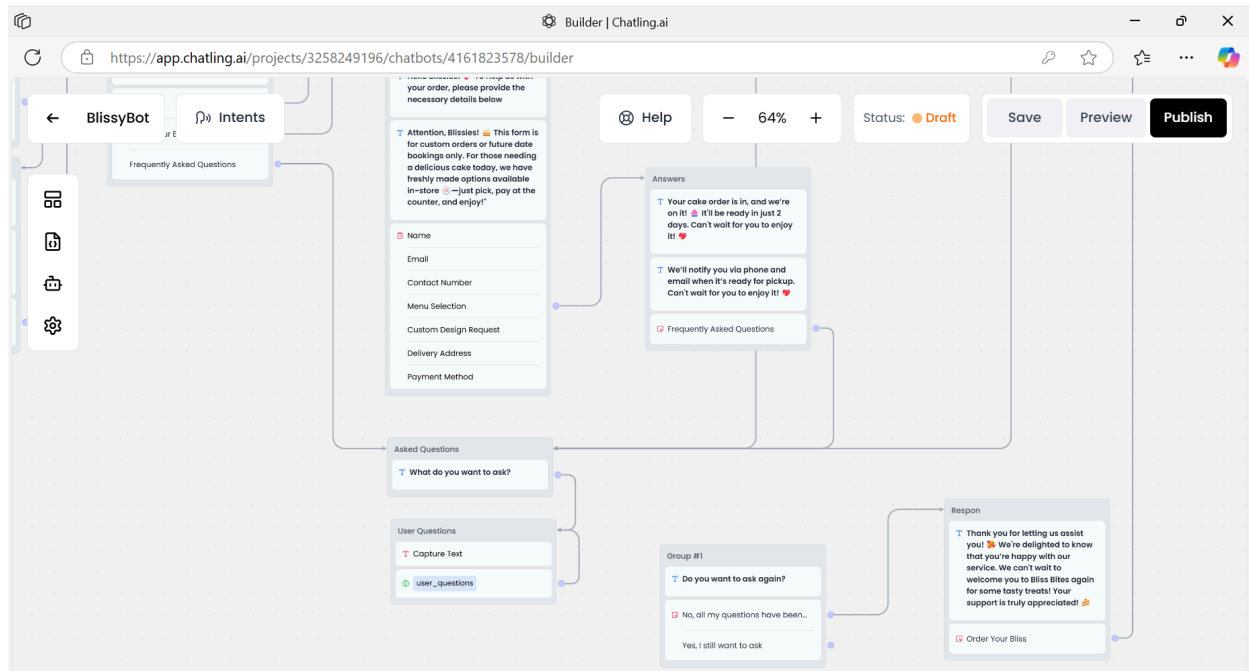 Builder | Chatling.ai
https://app.chatling.ai/projects/3258249196/chatbots/4161823578/builder
BlissyBot
Intents
Help
64%
Status:
Draft
Save
Preview
Publish
Frequently Asked Questions
your order, please provide the
necessary details below
Attention, Blissies! 🍰 This form is
for custom orders or future date
bookings only. For those needing
a delicious cake today, we have
freshly made options available
in-store 🍥—just pick, pay at the
counter, and enjoy!"
Name
Email
Contact Number
Menu Selection
Custom Design Request
Delivery Address
Payment Method
Answers
Your cake order is in, and we're
on it! 🧁 It'll be ready in just 2
days. Can't wait for you to enjoy
it! 💖
We'll notify you via phone and
email when it's ready for pickup.
Can't wait for you to enjoy it! 💖
Frequently Asked Questions
Asked Questions
What do you want to ask?
User Questions
Capture Text
user_questions
Group #1
Do you want to ask again?
No, all my questions have been...
Yes, I still want to ask
Respon
Thank you for letting us assist
you! 🎉 We're delighted to know
that you're happy with our
service. We can't wait to
welcome you to Bliss Bites again
for some tasty treats! Your
support is truly appreciated! 🍰
Order Your Bliss